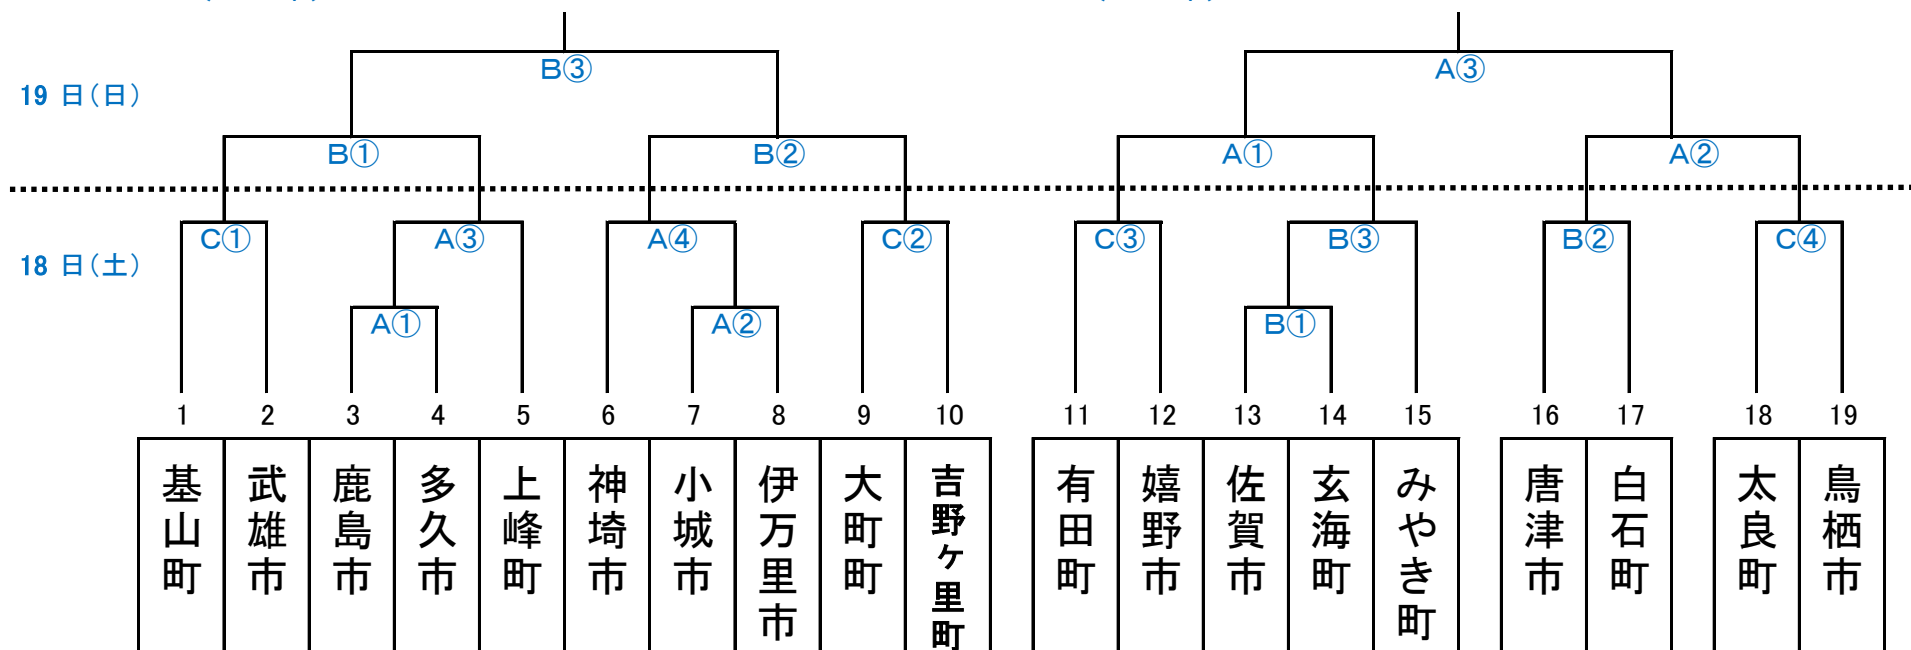 B③ A③
19 日(日)
B① B② A① A②
C① A③ A④ C② C③ B③ B② C④
18 日(土)
A① A② B①
1 2 3 4 5 6 7 8 9 10 11 12 13 14 15 16 17 18 19
基山町
武雄市
鹿島市
多久市
上峰町
神埼市
小城市
伊万里市
大町町
吉野ヶ里町
有田町
嬉野市
佐賀市
玄海町
みやき町
唐津市
白石町
太良町
鳥栖市